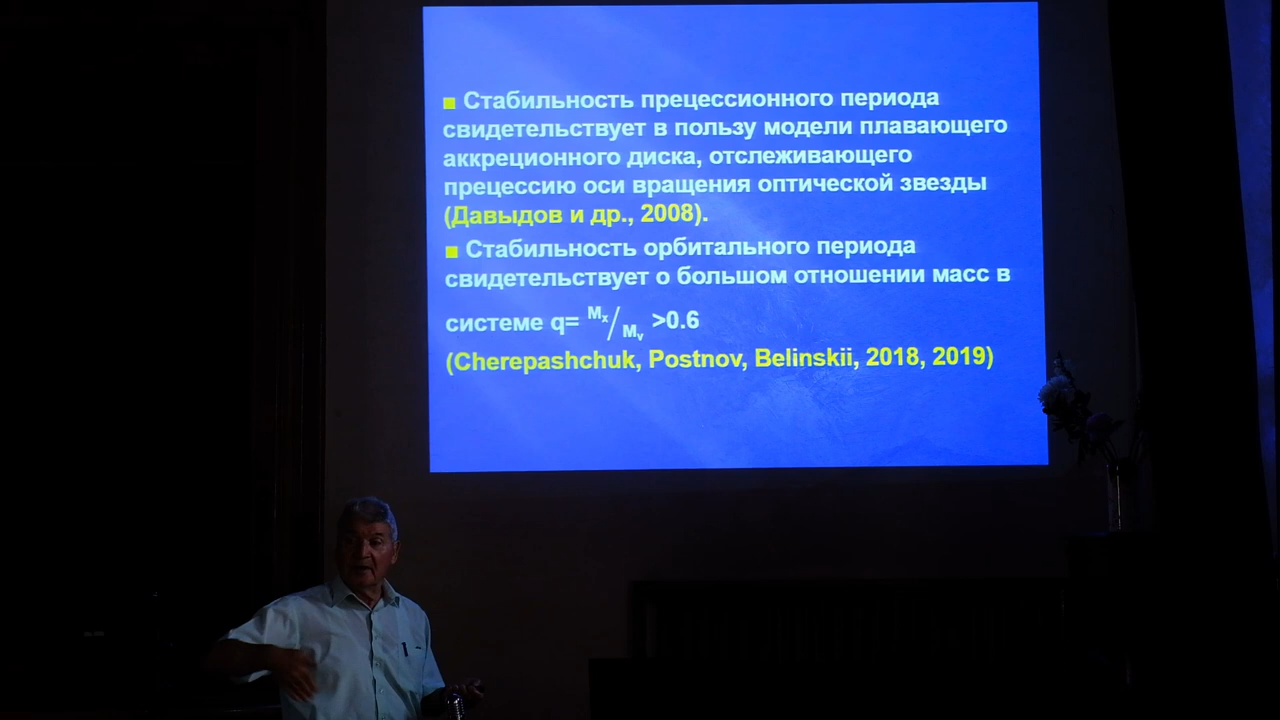 ■ Стабильность прецессионного периода
свидетельствует в пользу модели плавающего
аккреционного диска, отслеживающего
прецессию оси вращения оптической звезды
(Давыдов и др., 2008).
■ Стабильность орбитального периода
свидетельствует о большом отношении масс в
системе q= Mx/Mv >0.6
(Cherepashchuk, Postnov, Belinskii, 2018, 2019)